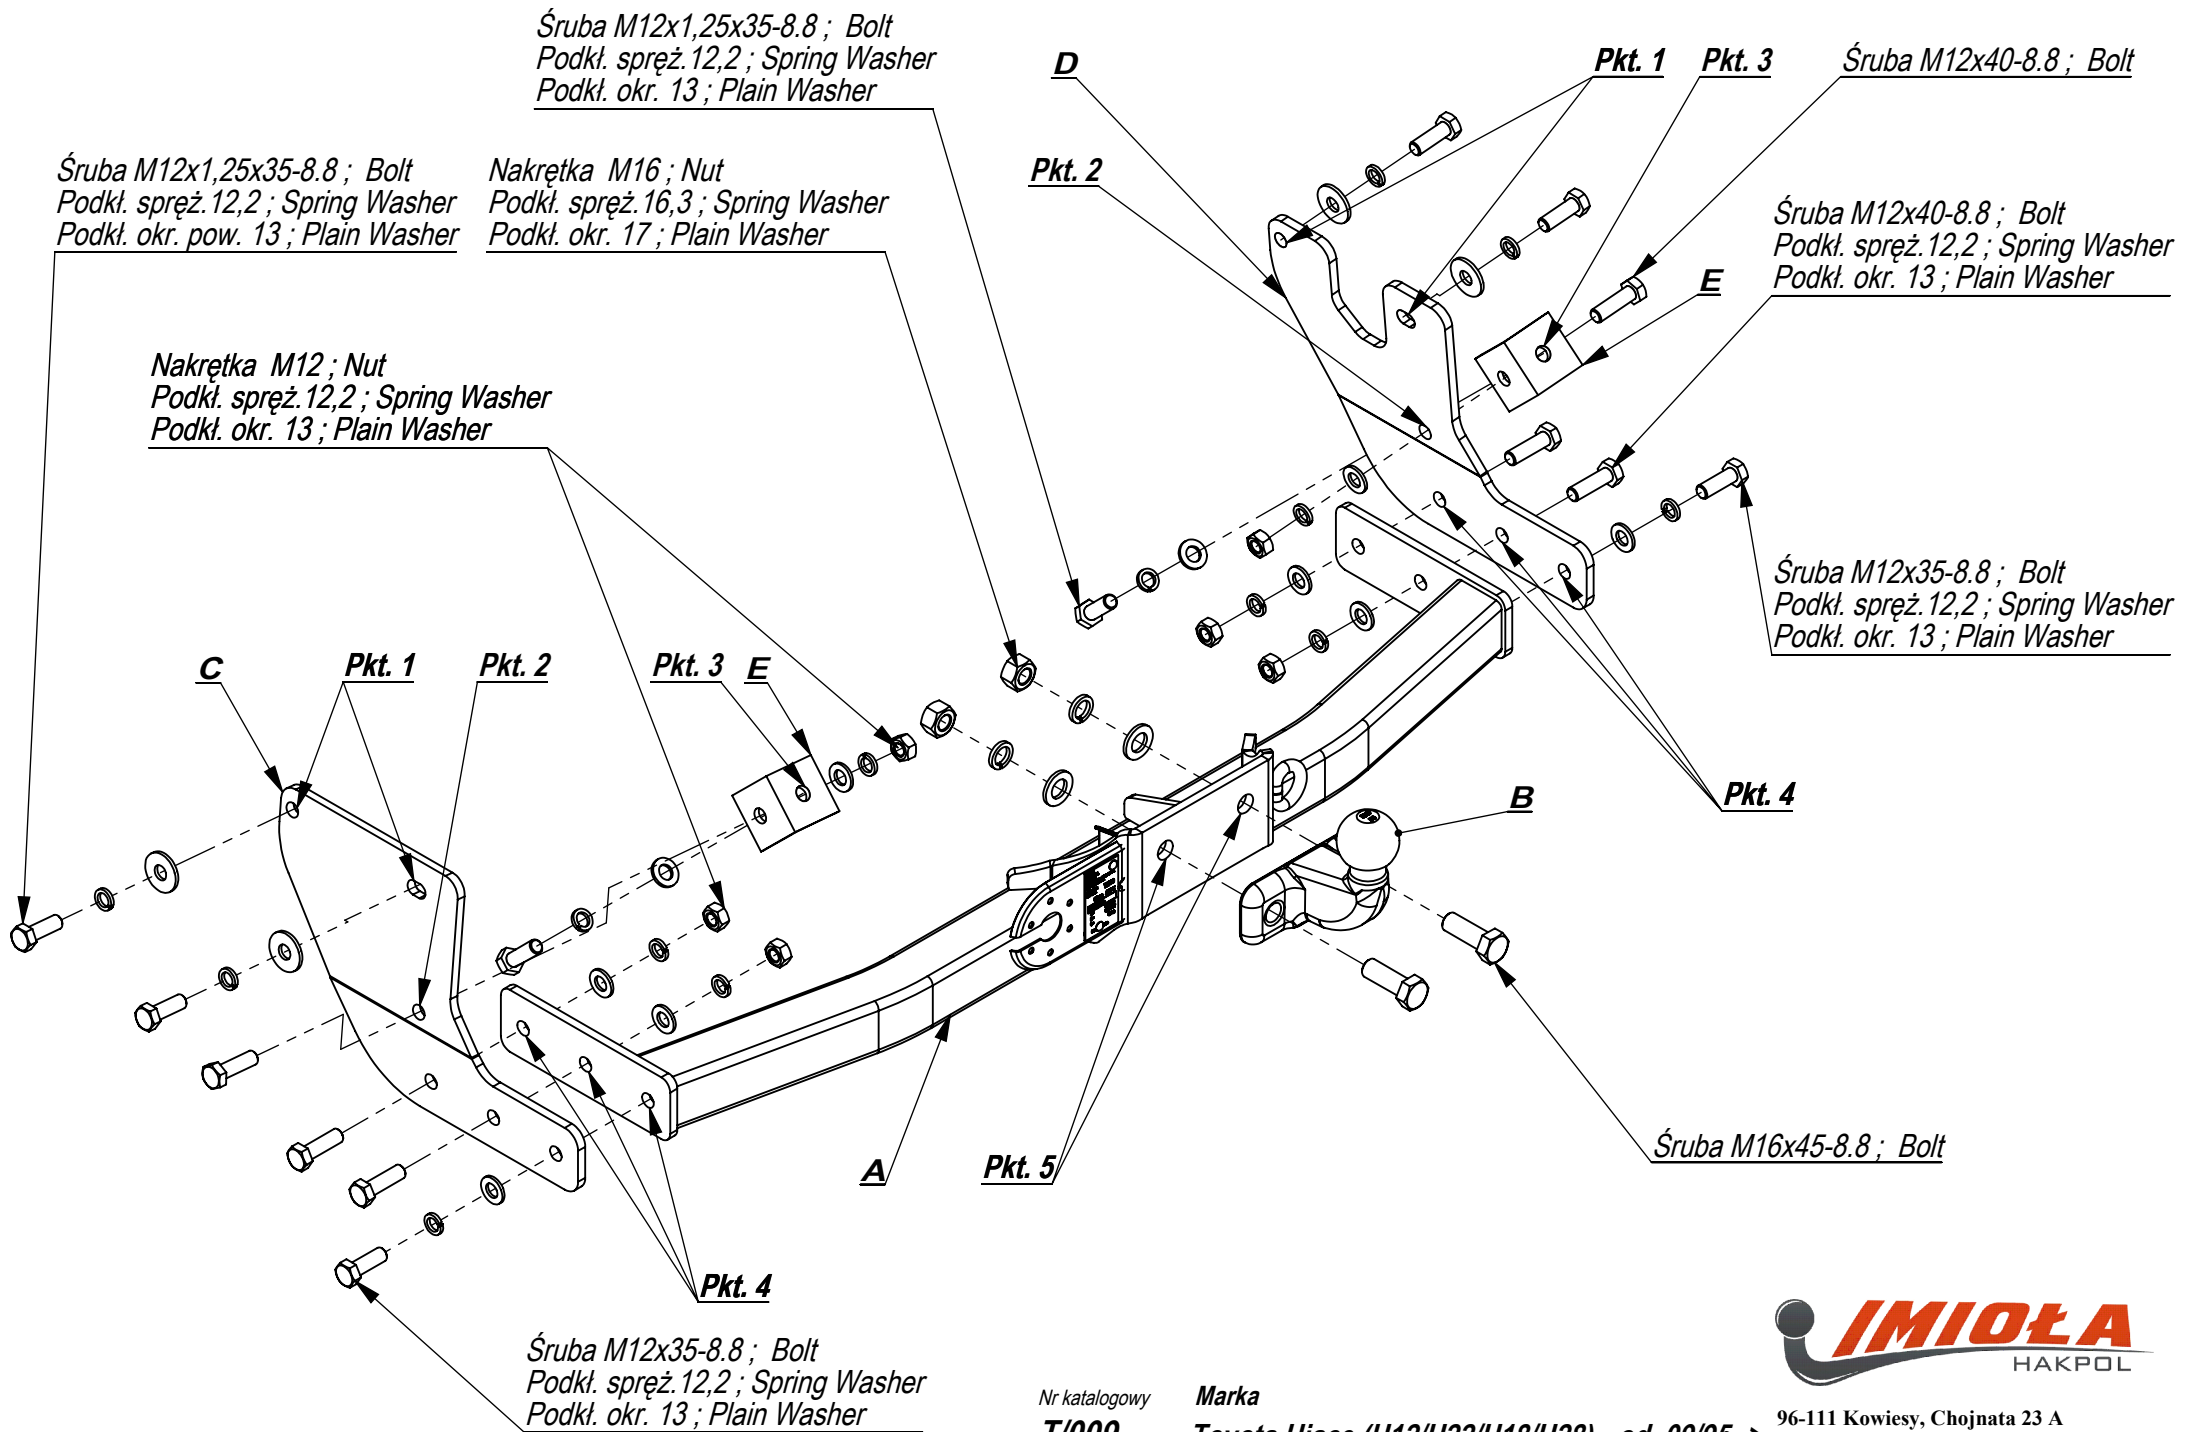 Śruba M12x1,25x35-8.8 ; Bolt
Podkł. spręż.12,2 ; Spring Washer
Podkł. okr. 13 ; Plain Washer
D
Pkt. 1
Pkt. 3
Śruba M12x40-8.8 ; Bolt
Śruba M12x1,25x35-8.8 ; Bolt
Podkł. spręż.12,2 ; Spring Washer
Podkł. okr. pow. 13 ; Plain Washer
Nakrętka M16 ; Nut
Podkł. spręż.16,3 ; Spring Washer
Podkł. okr. 17 ; Plain Washer
Pkt. 2
Śruba M12x40-8.8 ; Bolt
Podkł. spręż.12,2 ; Spring Washer
Podkł. okr. 13 ; Plain Washer
E
Nakrętka M12 ; Nut
Podkł. spręż.12,2 ; Spring Washer
Podkł. okr. 13 ; Plain Washer
Śruba M12x35-8.8 ; Bolt
Podkł. spręż.12,2 ; Spring Washer
Podkł. okr. 13 ; Plain Washer
C
Pkt. 1
Pkt. 2
Pkt. 3
E
B
Pkt. 4
A
Pkt. 5
Śruba M16x45-8.8 ; Bolt
Pkt. 4
Śruba M12x35-8.8 ; Bolt
Podkł. spręż.12,2 ; Spring Washer
Podkł. okr. 13 ; Plain Washer
IMIOŁA
HAKPOL
Nr katalogowy
Marka
96-111 Kowiesy, Chojnata 23 A